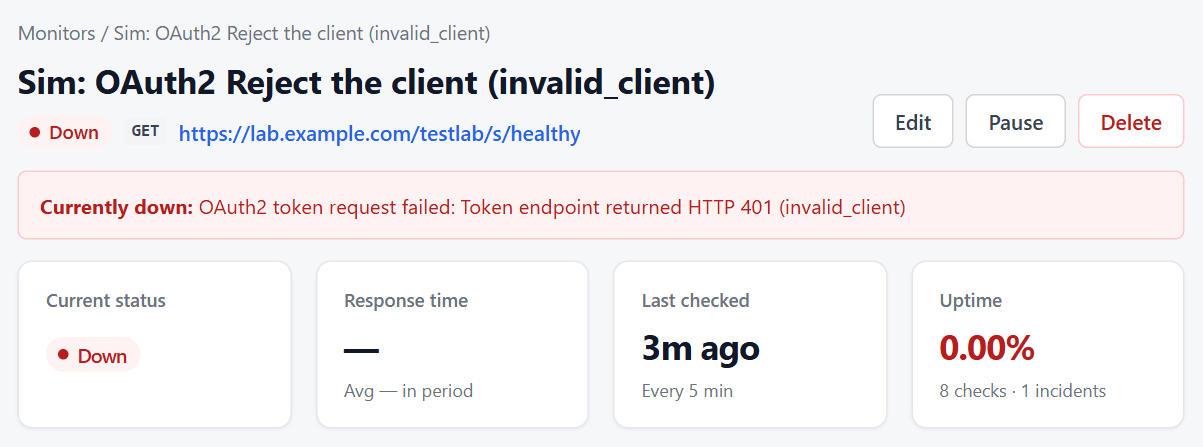 Monitors / Sim: OAuth2 Reject the client (invalid_client)
Sim: OAuth2 Reject the client (invalid_client)
Down GET https://lab.example.com/testlab/s/healthy
Edit Pause Delete
Currently down: OAuth2 token request failed: Token endpoint returned HTTP 401 (invalid_client)
Current status
Down
Response time
—
Avg — in period
Last checked
3m ago
Every 5 min
Uptime
0.00%
8 checks · 1 incidents